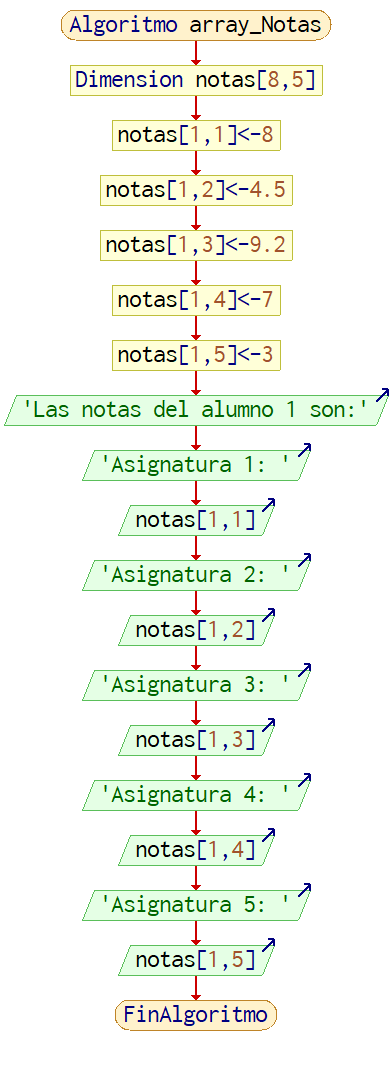 Algoritmo array_Notas
Dimension notas[8,5]
notas[1,1]<-8
notas[1,2]<-4.5
notas[1,3]<-9.2
notas[1,4]<-7
notas[1,5]<-3
'Las notas del alumno 1 son:'
'Asignatura 1: '
notas[1,1]
'Asignatura 2: '
notas[1,2]
'Asignatura 3: '
notas[1,3]
'Asignatura 4: '
notas[1,4]
'Asignatura 5: '
notas[1,5]
FinAlgoritmo